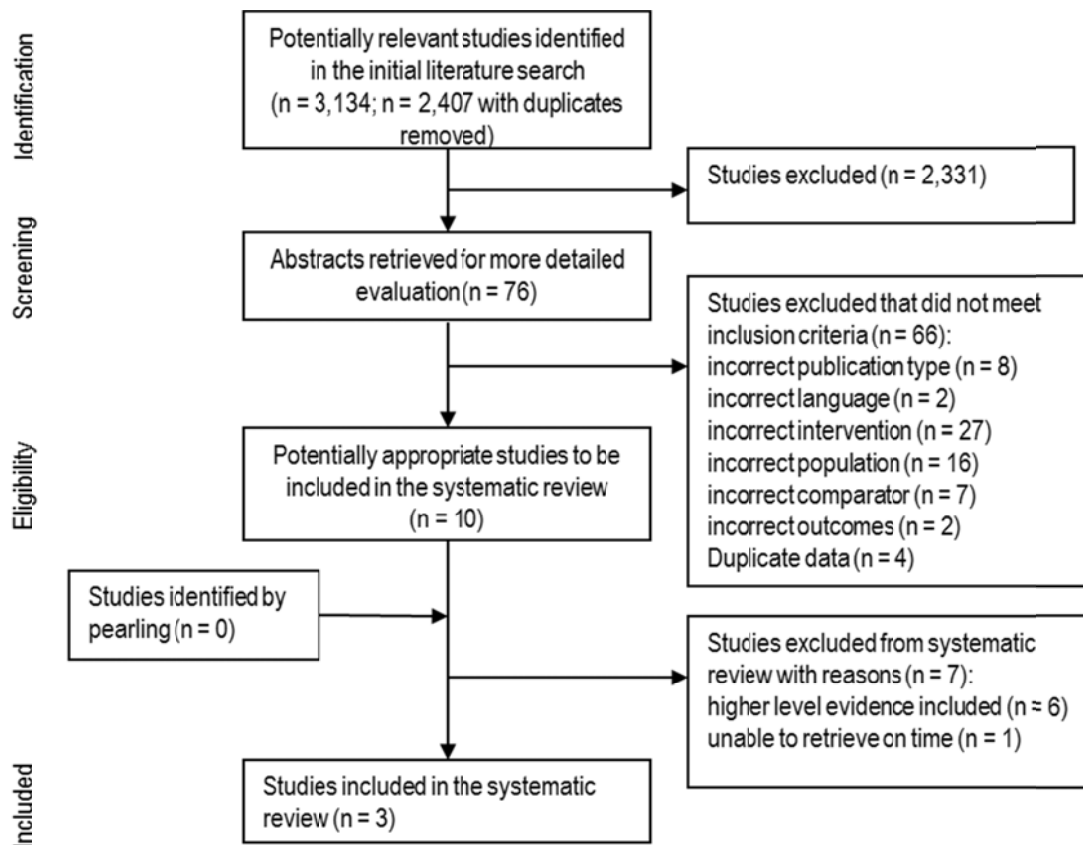 Identification
Potentially relevant studies identified
in the initial literature search
(n = 3,134; n = 2,407 with duplicates
removed)
Studies excluded (n = 2,331)
Screening
Abstracts retrieved for more detailed
evaluation (n = 76)
Studies excluded that did not meet
inclusion criteria (n = 66):
incorrect publication type (n = 8)
incorrect language (n = 2)
incorrect intervention (n = 27)
incorrect population (n = 16)
incorrect comparator (n = 7)
incorrect outcomes (n = 2)
Duplicate data (n = 4)
Eligibility
Potentially appropriate studies to be
included in the systematic review
(n = 10)
Studies identified by
pearling (n = 0)
Studies excluded from systematic
review with reasons (n = 7):
higher level evidence included (n = 6)
unable to retrieve on time (n = 1)
Included
Studies included in the systematic
review (n = 3)